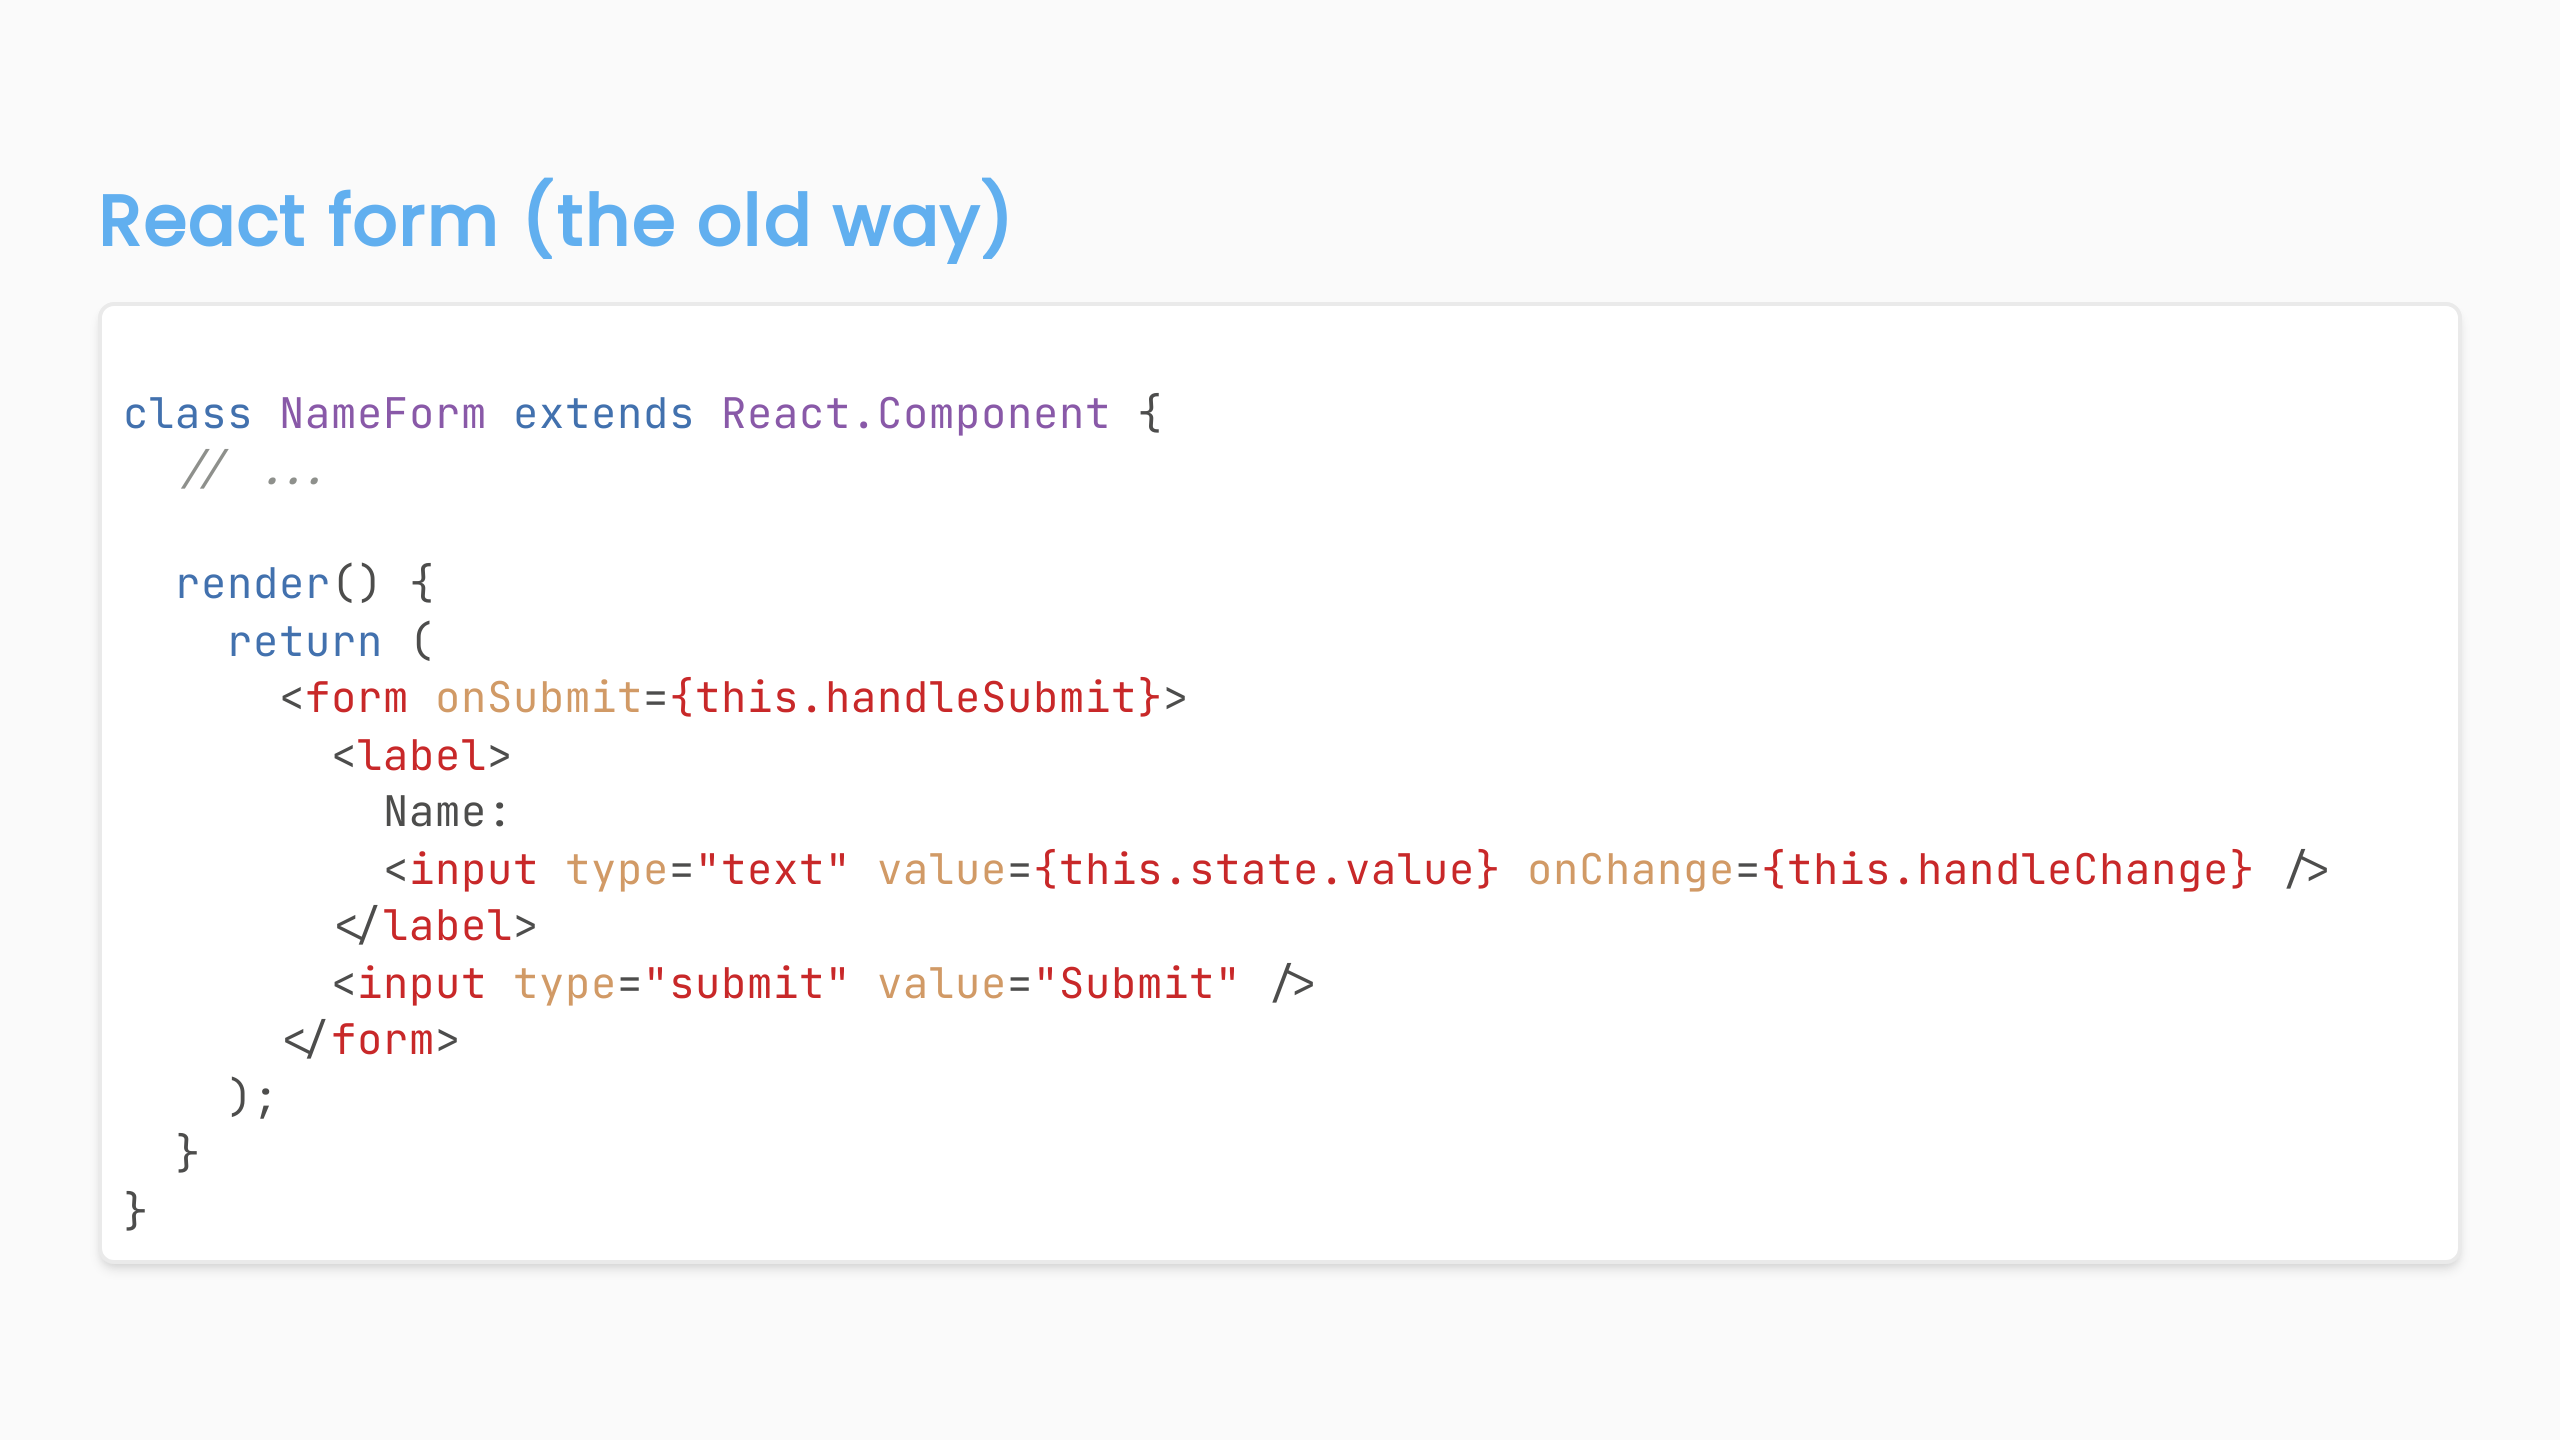 React form (the old way)
class NameForm extends React.Component {
  // ...
  render() {
    return (
      <form onSubmit={this.handleSubmit}>
        <label>
          Name:
          <input type="text" value={this.state.value} onChange={this.handleChange} />
        </label>
        <input type="submit" value="Submit" />
      </form>
    );
  }
}